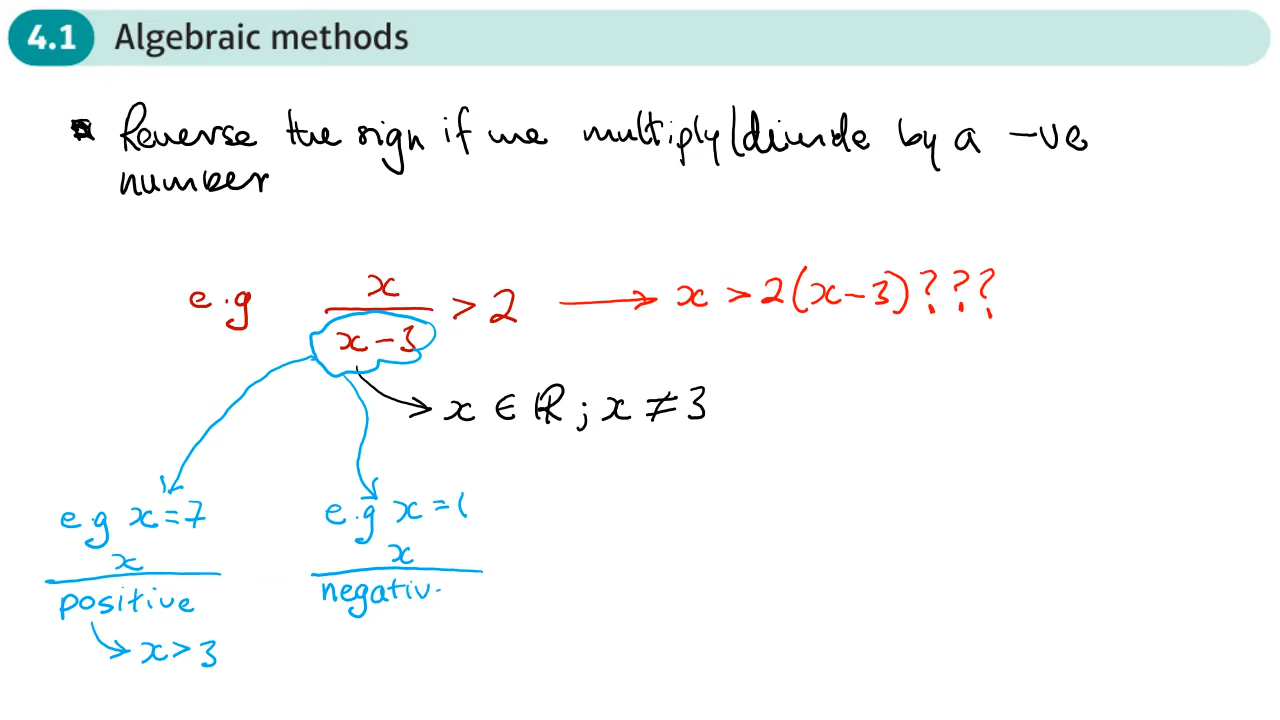 4.1 Algebraic methods
Reverse the sign if we multiply/divide by a -ve
number
e.g x/(x-3) > 2 → x > 2(x-3)???
x ∈ ℝ ; x ≠ 3
e.g x=7
x
positive
→ x > 3
e.g x=1
x
negativ